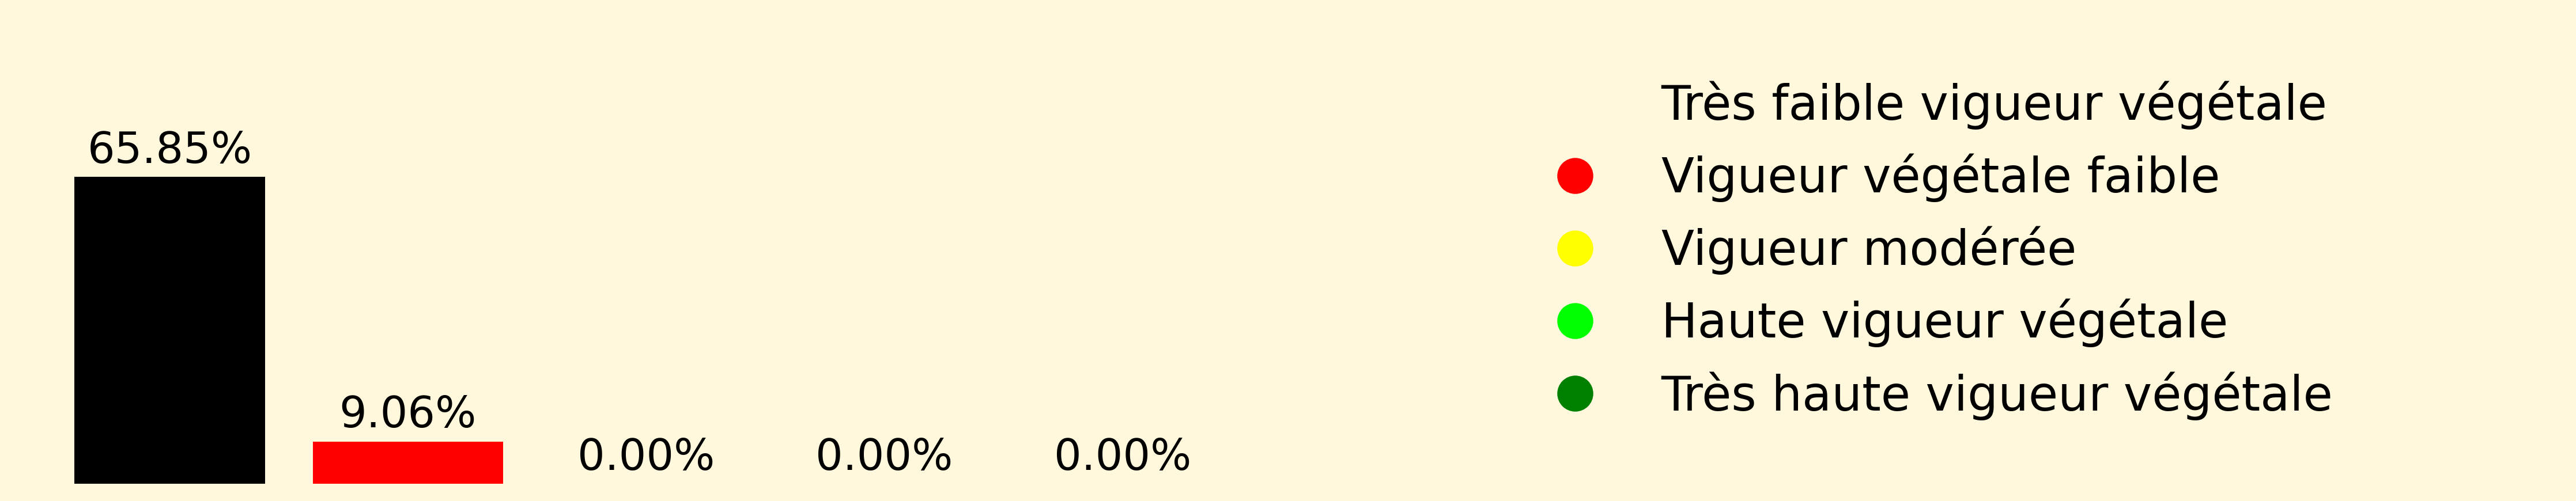 65.85%
9.06%
0.00%
0.00%
0.00%
Très faible vigueur végétale
Vigueur végétale faible
Vigueur modérée
Haute vigueur végétale
Très haute vigueur végétale